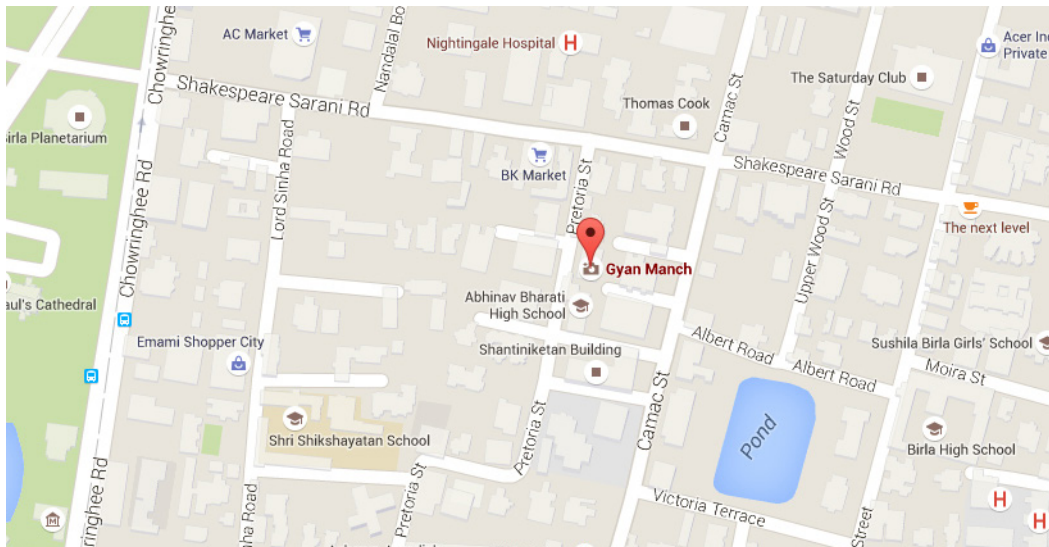 AC Market
Nandalal Bo
Nightingale Hospital
H
Acer Inc
Private
Chowringhee
The Saturday Club
Shakespeare Sarani Rd
Thomas Cook
Camac St
Wood St
Birla Planetarium
BK Market
Pretoria St
Shakespeare Sarani Rd
Lord Sinha Road
The next level
Chowringhee Rd
Upper Wood St
Gyan Manch
aul's Cathedral
Abhinav Bharati
High School
Emami Shopper City
Albert Road
Sushila Birla Girls' School
Shantiniketan Building
Moira St
Albert Road
Camac St
Pond
Shri Shikshayatan School
Pretoria St
Birla High School
Chowringhee Rd
ha Road
Pretoria St
Victoria Terrace
Street
H
H